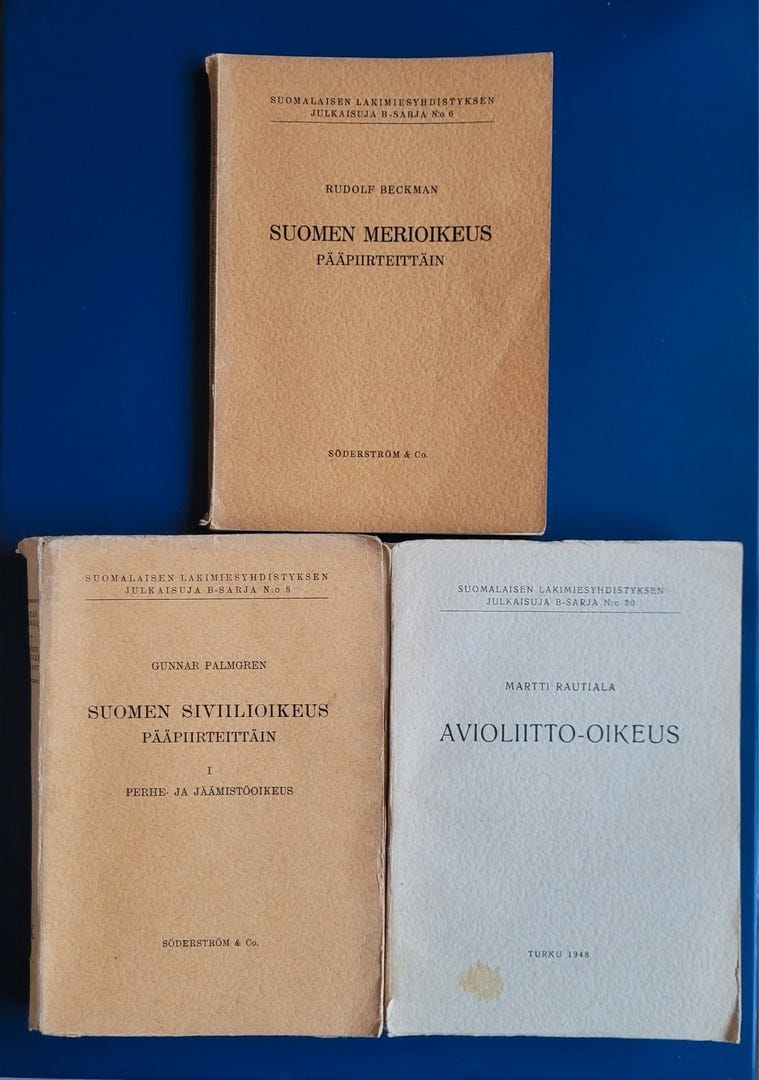 SUOMALAISEN LAKIMIESYHDISTYKSEN
JULKAISUJA B-SARJA N:o 6
RUDOLF BECKMAN
SUOMEN MERIOIKEUS
PÄÄPIIRTEITTÄIN
SÖDERSTRÖM & Co.
SUOMALAISEN LAKIMIESYHDISTYKSEN
JULKAISUJA B-SARJA N:o 8
GUNNAR PALMGREN
SUOMEN SIVIILIOIKEUS
PÄÄPIIRTEITTÄIN
I
PERHE- JA JÄÄMISTÖOIKEUS
SÖDERSTRÖM & Co.
SUOMALAISEN LAKIMIESYHDISTYKSEN
JULKAISUJA B-SARJA N:o 30
MARTTI RAUTIALA
AVIOLIITTO-OIKEUS
TURKU 1948